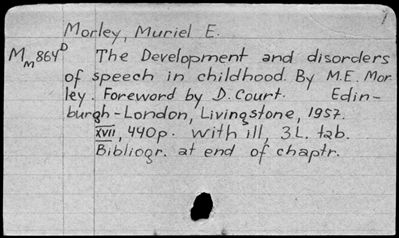 Morley, Muriel E.
MM864D The Development and disorders
of speech in childhood. By M.E. Mor
ley. Foreword by D. Court. Edin-
burgh-London, Livingstone, 1957.
XVII, 440p. with ill, 3L. tab.
Bibliogr. at end of chaptr.